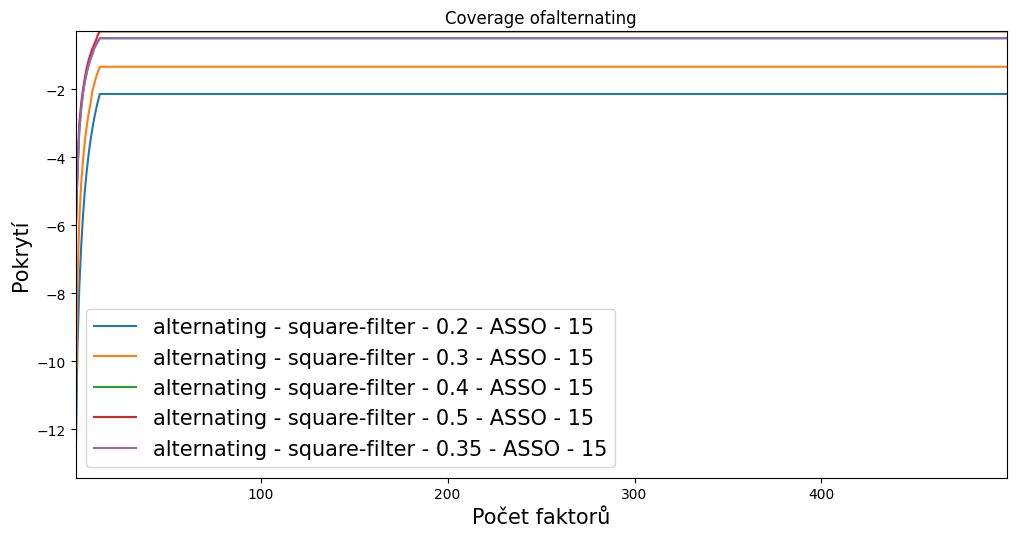 Coverage ofalternating
Pokrytí
−2
−4
−6
−8
−10
−12
alternating - square-filter - 0.2 - ASSO - 15
alternating - square-filter - 0.3 - ASSO - 15
alternating - square-filter - 0.4 - ASSO - 15
alternating - square-filter - 0.5 - ASSO - 15
alternating - square-filter - 0.35 - ASSO - 15
100 200 300 400
Počet faktorů